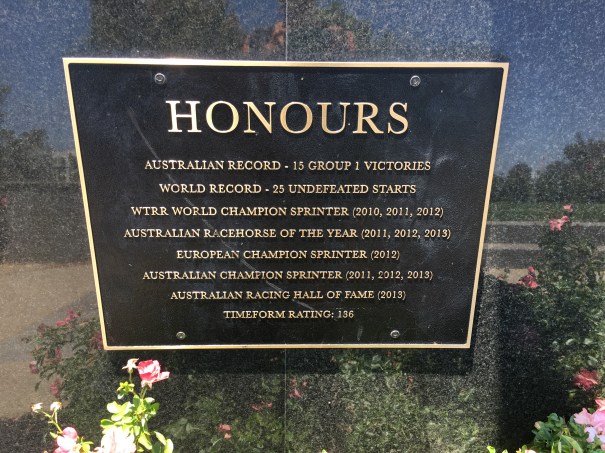 HONOURS
AUSTRALIAN RECORD - 15 GROUP 1 VICTORIES
WORLD RECORD - 25 UNDEFEATED STARTS
WTRR WORLD CHAMPION SPRINTER (2010, 2011, 2012)
AUSTRALIAN RACEHORSE OF THE YEAR (2011, 2012, 2013)
EUROPEAN CHAMPION SPRINTER (2012)
AUSTRALIAN CHAMPION SPRINTER (2011, 2012, 2013)
AUSTRALIAN RACING HALL OF FAME (2013)
TIMEFORM RATING: 136